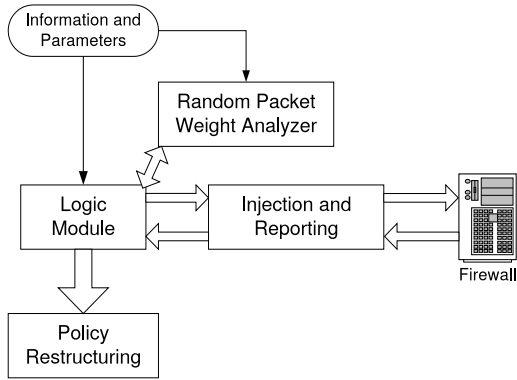 Information and
Parameters
Random Packet
Weight Analyzer
Logic
Module
Injection and
Reporting
Firewall
Policy
Restructuring